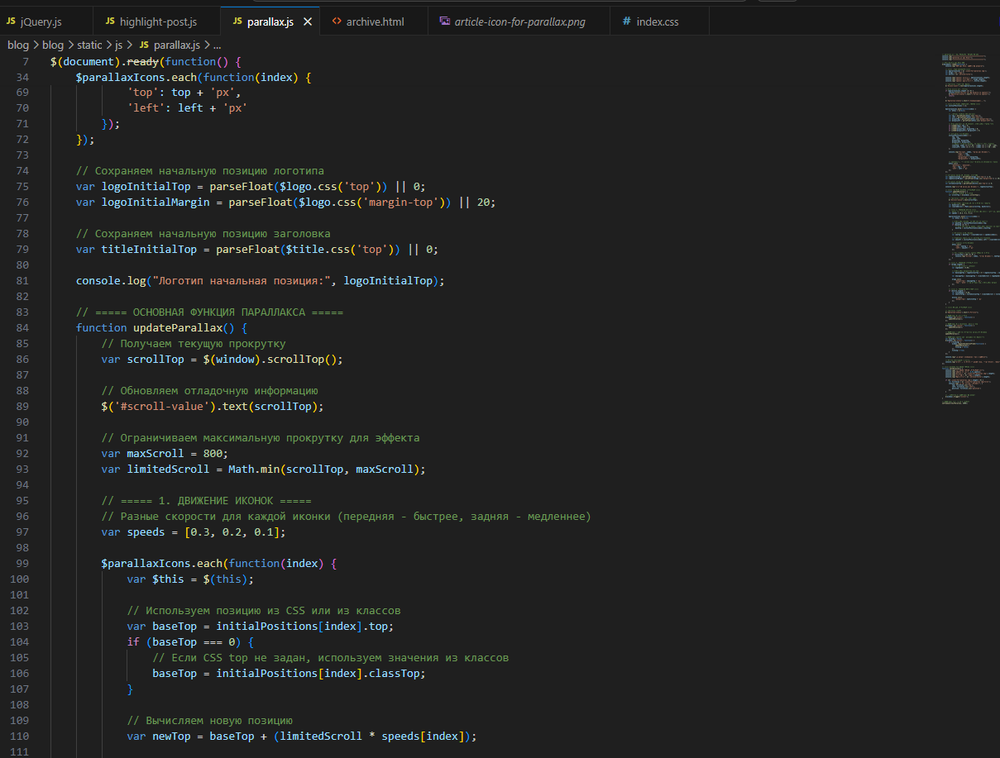 JS jQuery.js JS highlight-post.js JS parallax.js <> archive.html article-icon-for-parallax.png # index.css
blog > blog > static > js > JS parallax.js > ...
7 $(document).ready(function() {
34 $parallaxIcons.each(function(index) {
69 'top': top + 'px',
70 'left': left + 'px'
71 });
72 });
73
74 // Сохраняем начальную позицию логотипа
75 var logoInitialTop = parseFloat($logo.css('top')) || 0;
76 var logoInitialMargin = parseFloat($logo.css('margin-top')) || 20;
77
78 // Сохраняем начальную позицию заголовка
79 var titleInitialTop = parseFloat($title.css('top')) || 0;
80
81 console.log("Логотип начальная позиция:", logoInitialTop);
82
83 // ===== ОСНОВНАЯ ФУНКЦИЯ ПАРАЛЛАКСА =====
84 function updateParallax() {
85 // Получаем текущую прокрутку
86 var scrollTop = $(window).scrollTop();
87
88 // Обновляем отладочную информацию
89 $('#scroll-value').text(scrollTop);
90
91 // Ограничиваем максимальную прокрутку для эффекта
92 var maxScroll = 800;
93 var limitedScroll = Math.min(scrollTop, maxScroll);
94
95 // ===== 1. ДВИЖЕНИЕ ИКОНОК =====
96 // Разные скорости для каждой иконки (передняя - быстрее, задняя - медленнее)
97 var speeds = [0.3, 0.2, 0.1];
98
99 $parallaxIcons.each(function(index) {
100 var $this = $(this);
101
102 // Используем позицию из CSS или из классов
103 var baseTop = initialPositions[index].top;
104 if (baseTop === 0) {
105 // Если CSS top не задан, используем значения из классов
106 baseTop = initialPositions[index].classTop;
107 }
108
109 // Вычисляем новую позицию
110 var newTop = baseTop + (limitedScroll * speeds[index]);
111